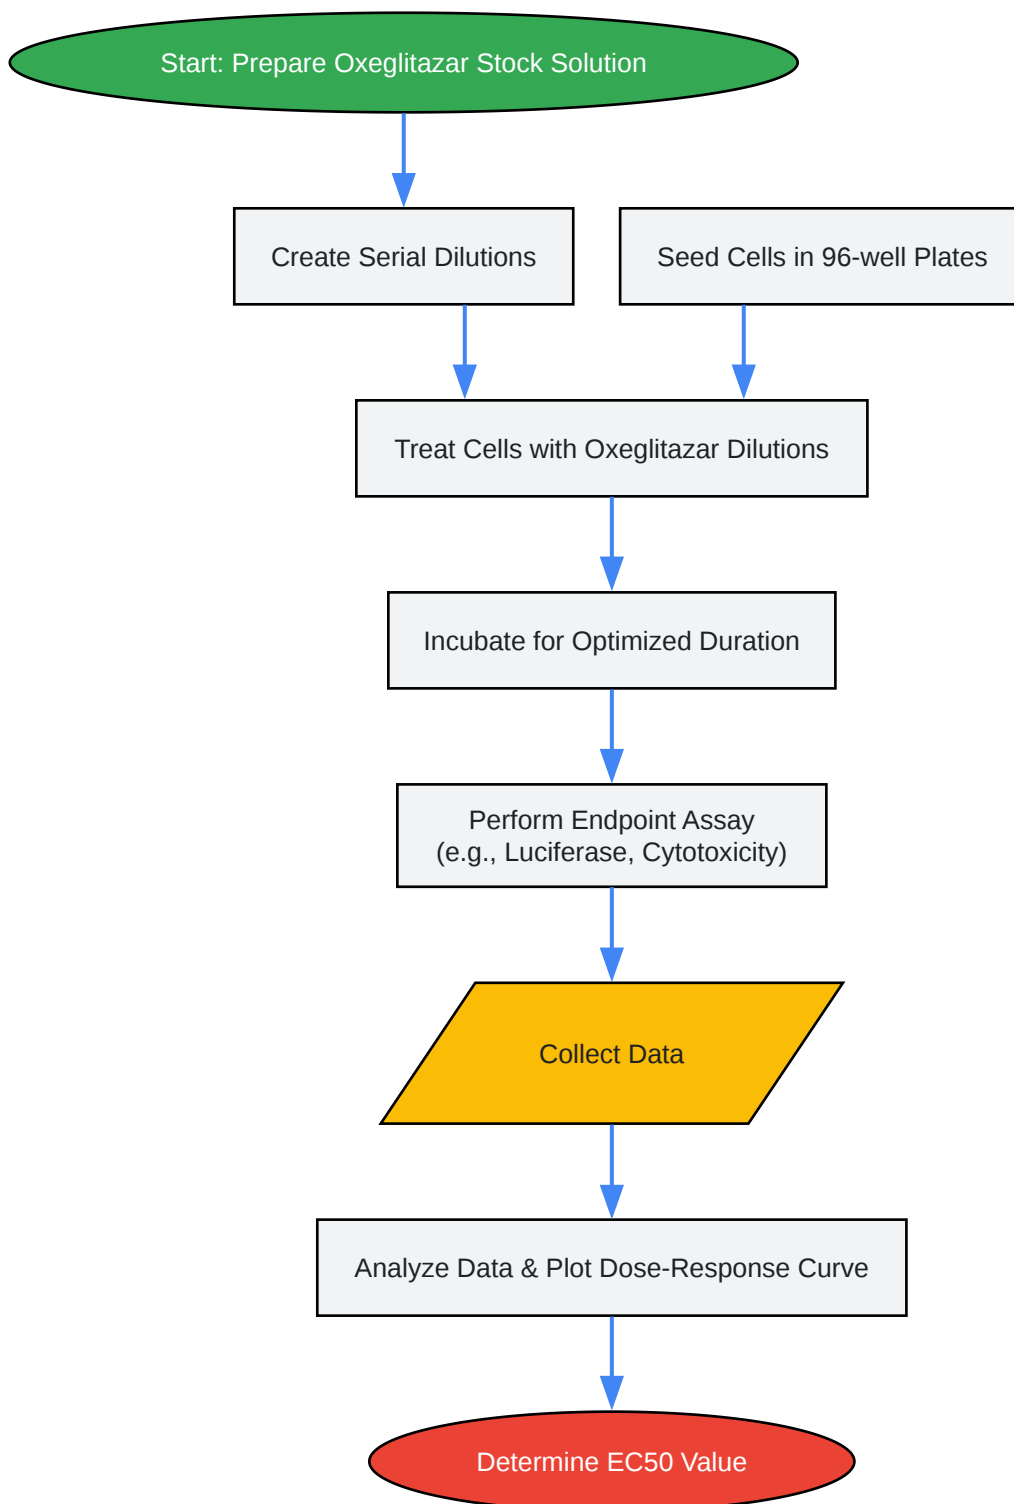 Start: Prepare Oxeglitazar Stock Solution
Create Serial Dilutions
Seed Cells in 96-well Plates
Treat Cells with Oxeglitazar Dilutions
Incubate for Optimized Duration
Perform Endpoint Assay
(e.g., Luciferase, Cytotoxicity)
Collect Data
Analyze Data & Plot Dose-Response Curve
Determine EC50 Value